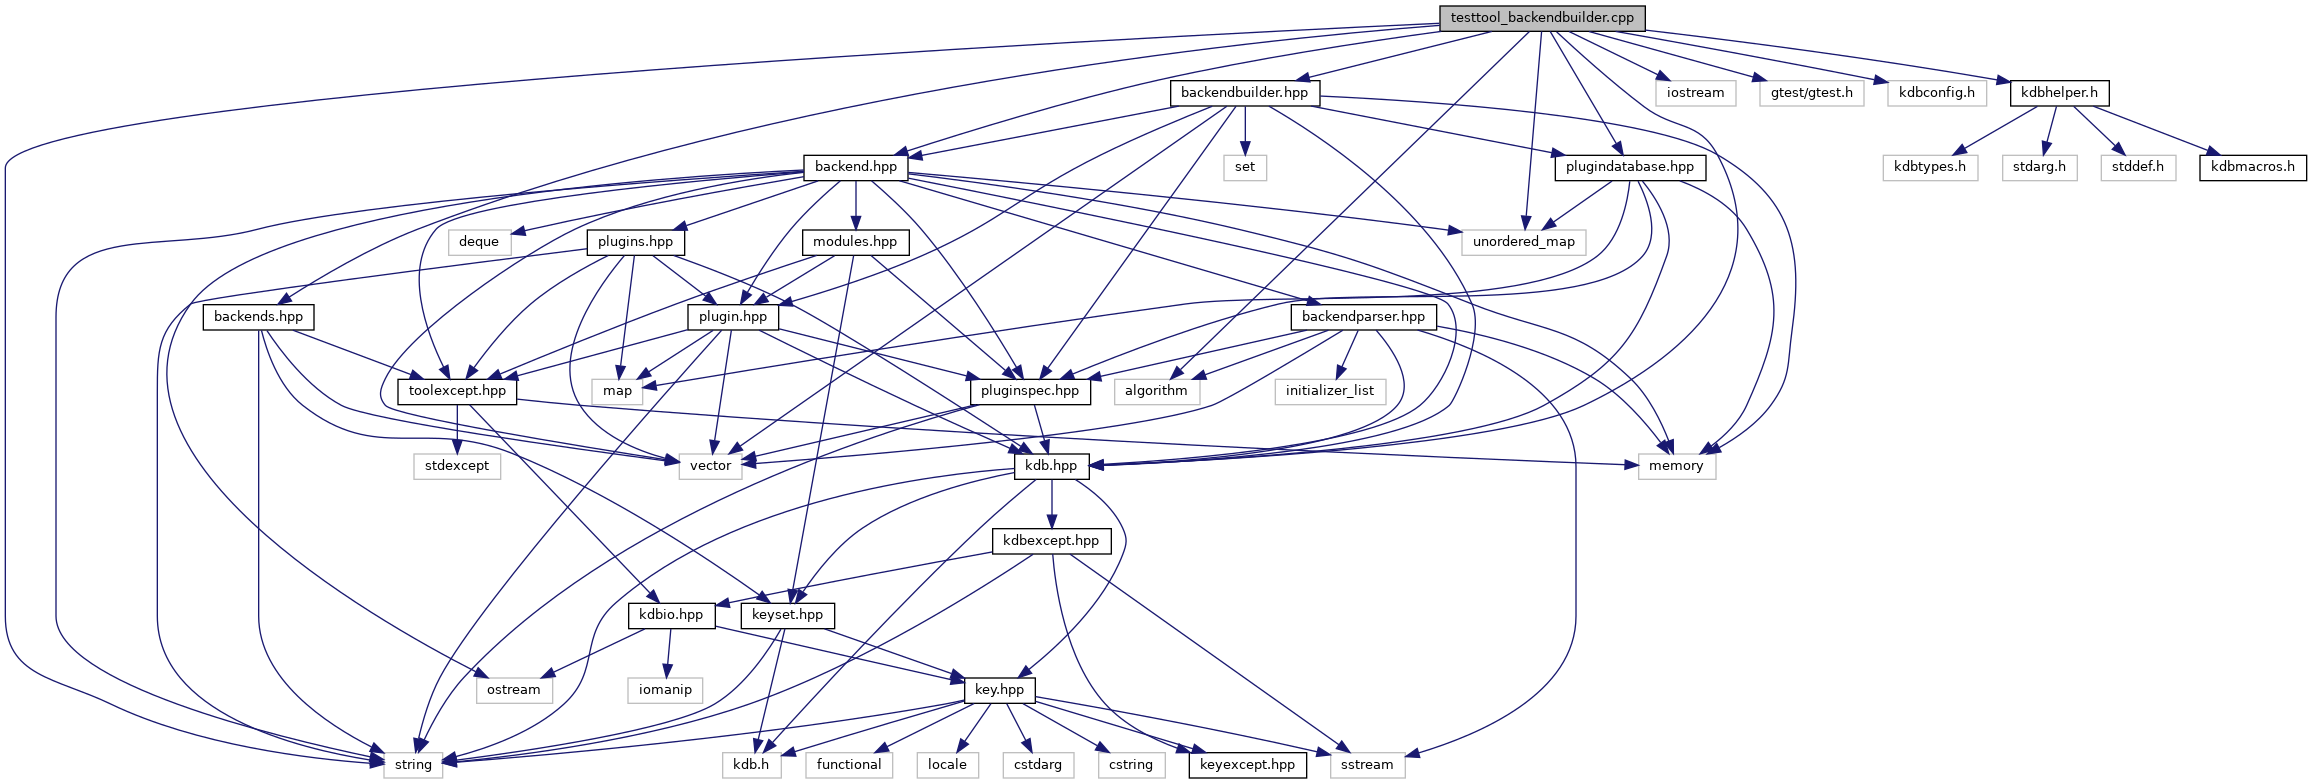 testtool_backendbuilder.cpp
backendbuilder.hpp
iostream
gtest/gtest.h
kdbconfig.h
kdbhelper.h
backend.hpp
set
plugindatabase.hpp
kdbtypes.h
stdarg.h
stddef.h
kdbmacros.h
deque
plugins.hpp
modules.hpp
unordered_map
backends.hpp
plugin.hpp
backendparser.hpp
toolexcept.hpp
map
pluginspec.hpp
algorithm
initializer_list
stdexcept
vector
kdb.hpp
memory
kdbexcept.hpp
kdbio.hpp
keyset.hpp
ostream
iomanip
key.hpp
string
kdb.h
functional
locale
cstdarg
cstring
keyexcept.hpp
sstream